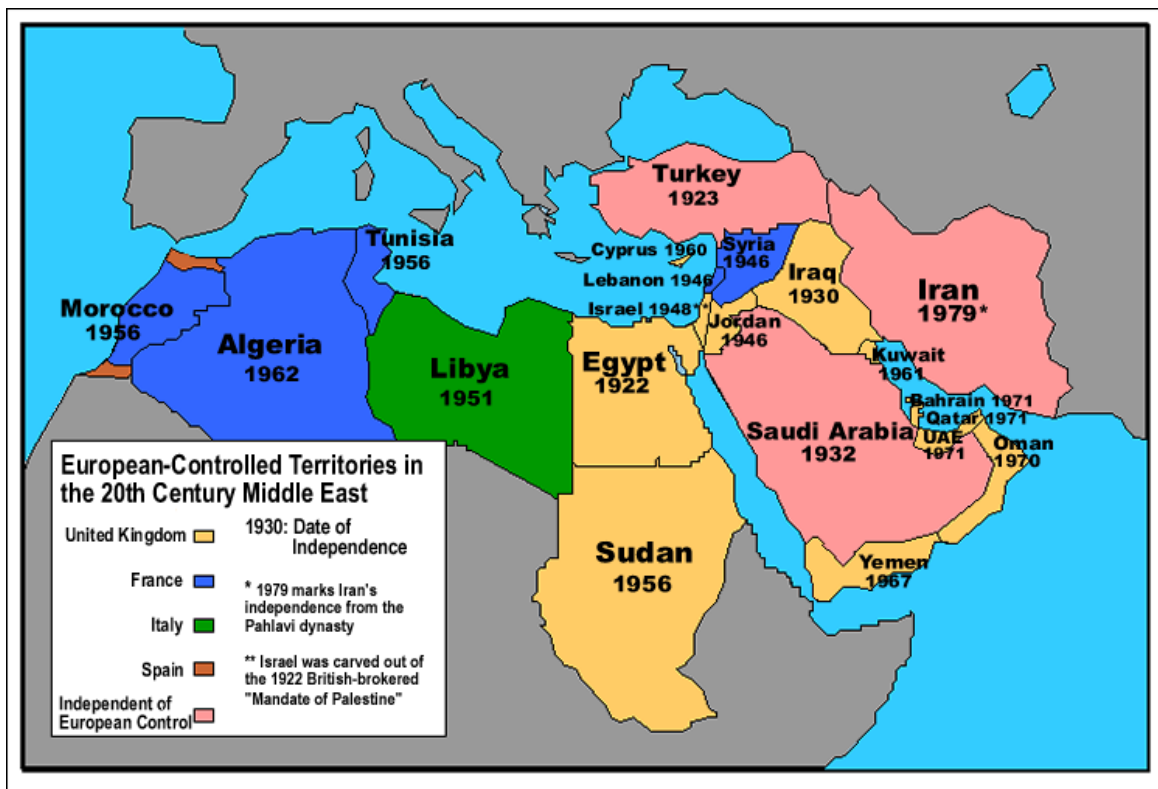 Turkey
1923
Tunisia
1956
Cyprus 1960
Syria
1946
Lebanon 1946
Iraq
1930
Iran
1979*
Israel 1948**
Morocco
1956
Jordan
1946
Algeria
1962
Libya
1951
Egypt
1922
Kuwait
1961
Bahrain 1971
Qatar 1971
Saudi Arabia
1932
UAE
1971
Oman
1970
Sudan
1956
Yemen
1967
European-Controlled Territories in
the 20th Century Middle East
United Kingdom
France
Italy
Spain
Independent of
European Control
1930: Date of
Independence
* 1979 marks Iran's
independence from the
Pahlavi dynasty
** Israel was carved out of
the 1922 British-brokered
"Mandate of Palestine"